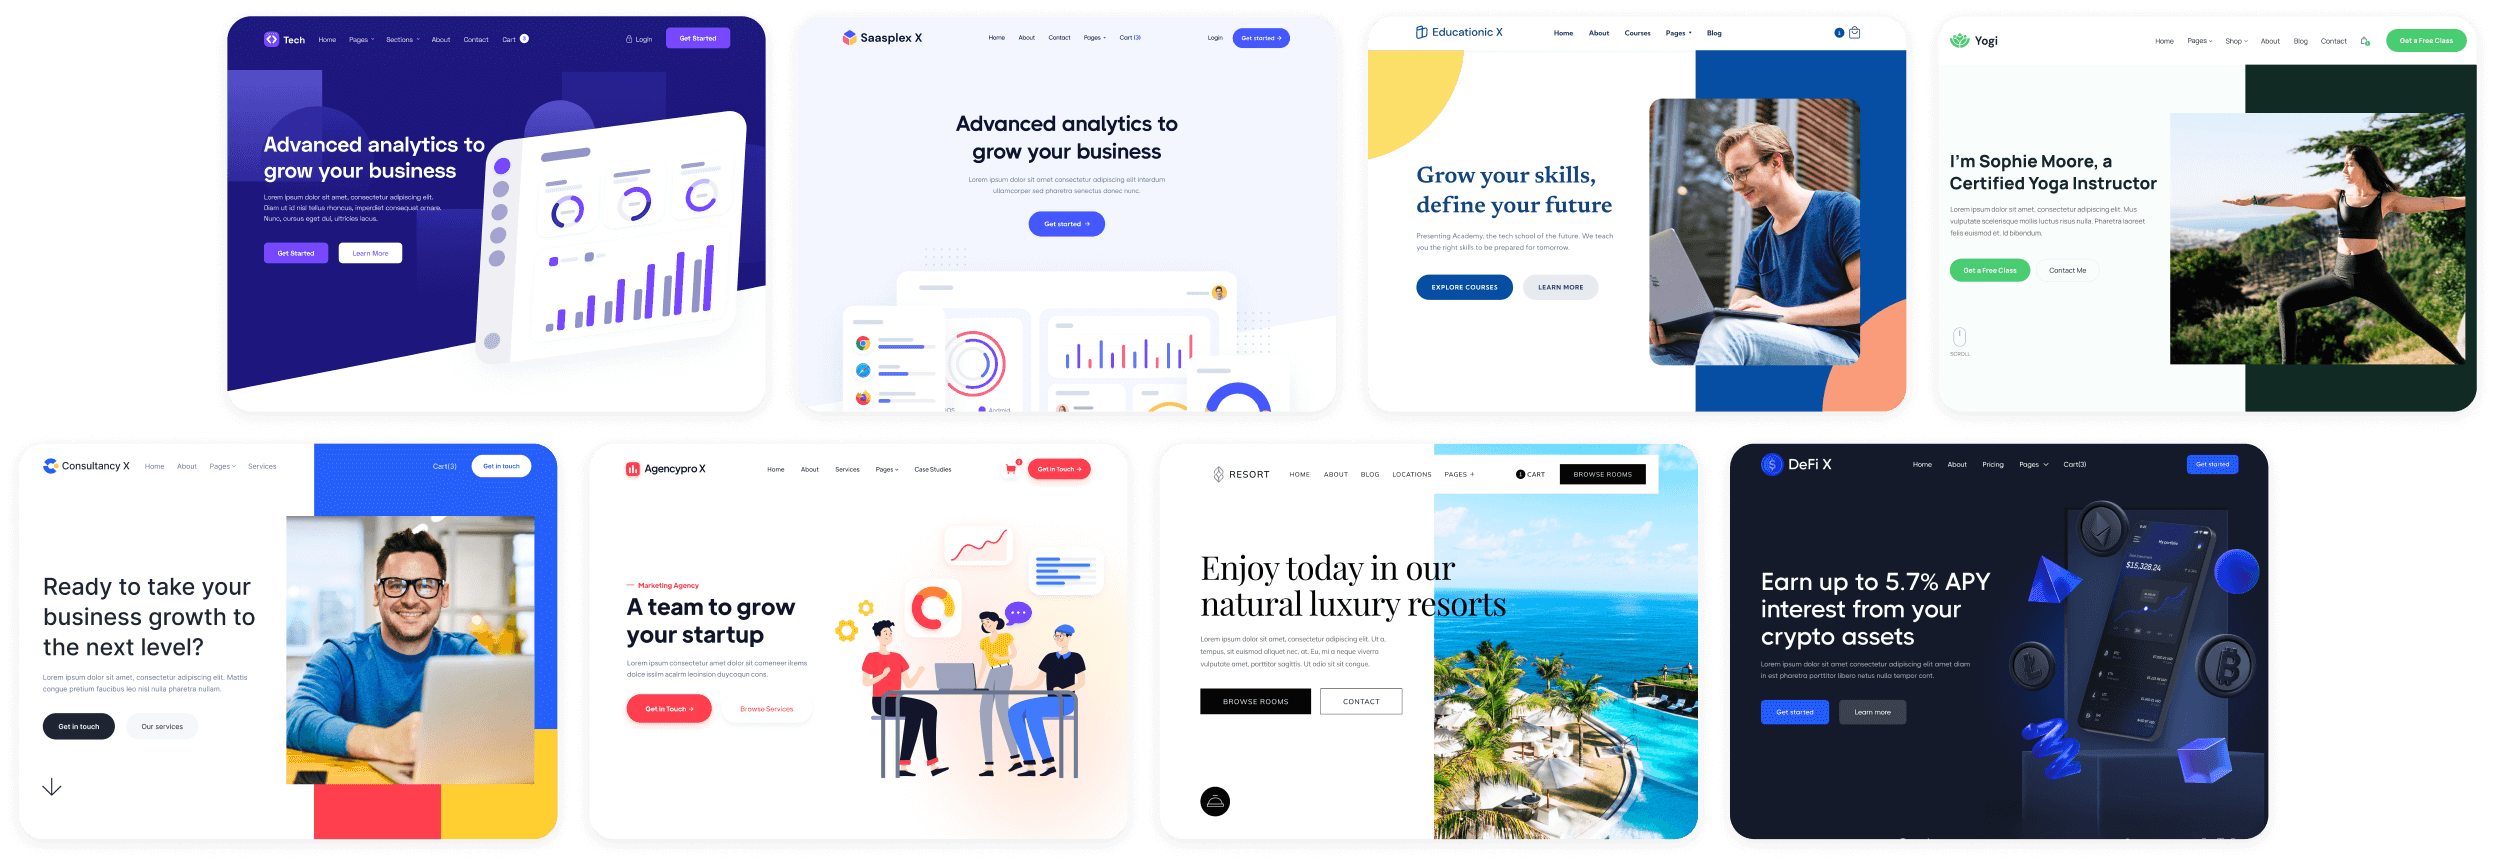 Tech
Home Pages Sections About Contact Cart
Login
Get Started
Advanced analytics to
grow your business
Lorem ipsum dolor sit amet, consectetur adipiscing elit.
Diam ut id nisl tellus rhoncus, imperdiet consequat ornare.
Nunc, cursus eget dui, ultricies lacus.
Get Started
Learn More
Saasplex X
Home About Contact Pages Cart (3)
Login
Get started →
Advanced analytics to
grow your business
Lorem ipsum dolor sit amet consectetur adipiscing elit interdum
ullamcorper sed pharetra senectus donec nunc.
Get started →
Android
Educationic X
Home About Courses Pages Blog
1
Grow your skills,
define your future
Presenting Academy, the tech school of the future. We teach
you the right skills to be prepared for tomorrow.
EXPLORE COURSES
LEARN MORE
Yogi
Home Pages Shop About Blog Contact
Get a Free Class
I'm Sophie Moore, a
Certified Yoga Instructor
Lorem ipsum dolor sit amet, consectetur adipiscing elit. Mus
vulputate scelerisque mollis luctus risus nulla. Pharetra laoreet
felis euismod et. Id bibendum.
Get a Free Class
Contact Me
SCROLL
Consultancy X
Home About Pages Services
Cart(3)
Get in touch
Ready to take your
business growth to
the next level?
Lorem ipsum dolor sit amet, consectetur adipiscing elit. Mattis
congue pretium faucibus leo nisl nulla pharetra nullam.
Get in touch
Our services
Agencypro X
Home About Services Pages Case Studies
Get in Touch →
Marketing Agency
A team to grow
your startup
Lorem ipsum consectetur amet dolor sit comeneer
Get in Touch →
Browse Services
RESORT
HOME ABOUT BLOG LOCATIONS PAGES +
1 CART
BROWSE ROOMS
Enjoy today in our
natural luxury resorts
Lorem ipsum dolor sit amet, consectetur adipiscing elit. Ut a,
tempus, sit euismod aliquet nec, at. Eu, mi a neque viverra
vulputate amet, porttitor sagittis. Ut odio sit sit congue.
BROWSE ROOMS
CONTACT
DeFi X
Home About Pricing Pages Cart(3)
Get started
Earn up to 5.7% APY
interest from your
crypto assets
Lorem ipsum dolor sit amet consectetur adipiscing elit amet diam
in est pharetra porttitor libero netus nulla tempor cont.
Get started
Learn more
My portfolio
$15,328.24